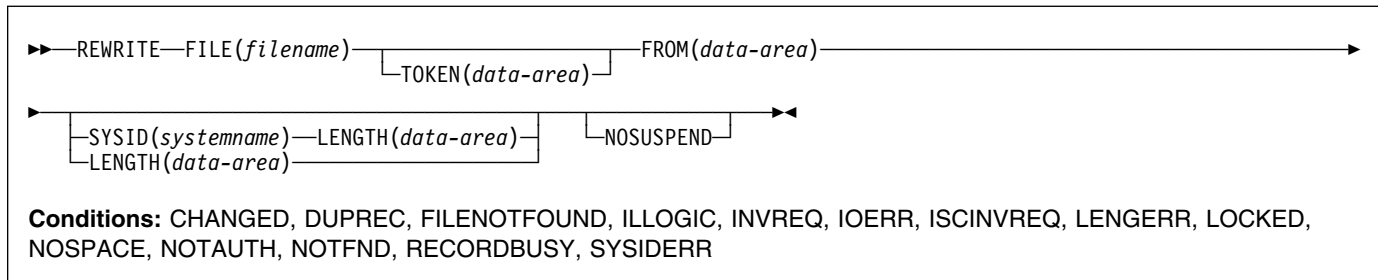 ►►──REWRITE──FILE(filename)──┬──────────────────┬──FROM(data-area)──►
└─TOKEN(data-area)─┘
►──┬─────────────────────────────────────────┬──┬───────────┬──►◄
├─SYSID(systemname)──LENGTH(data-area)─┤ └─NOSUSPEND─┘
└─LENGTH(data-area)────────────────────┘
Conditions: CHANGED, DUPREC, FILENOTFOUND, ILLOGIC, INVREQ, IOERR, ISCINVREQ, LENGERR, LOCKED,
NOSPACE, NOTAUTH, NOTFND, RECORDBUSY, SYSIDERR